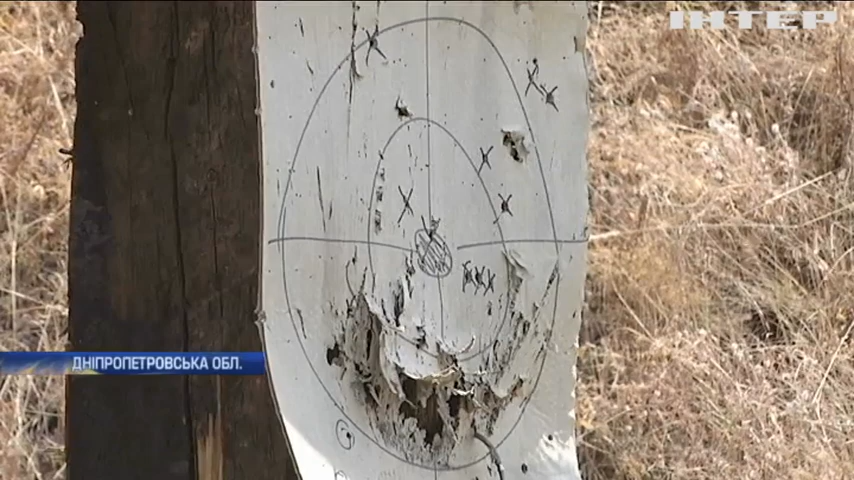 ІНТЕР
ДНІПРОПЕТРОВСЬКА ОБЛ.